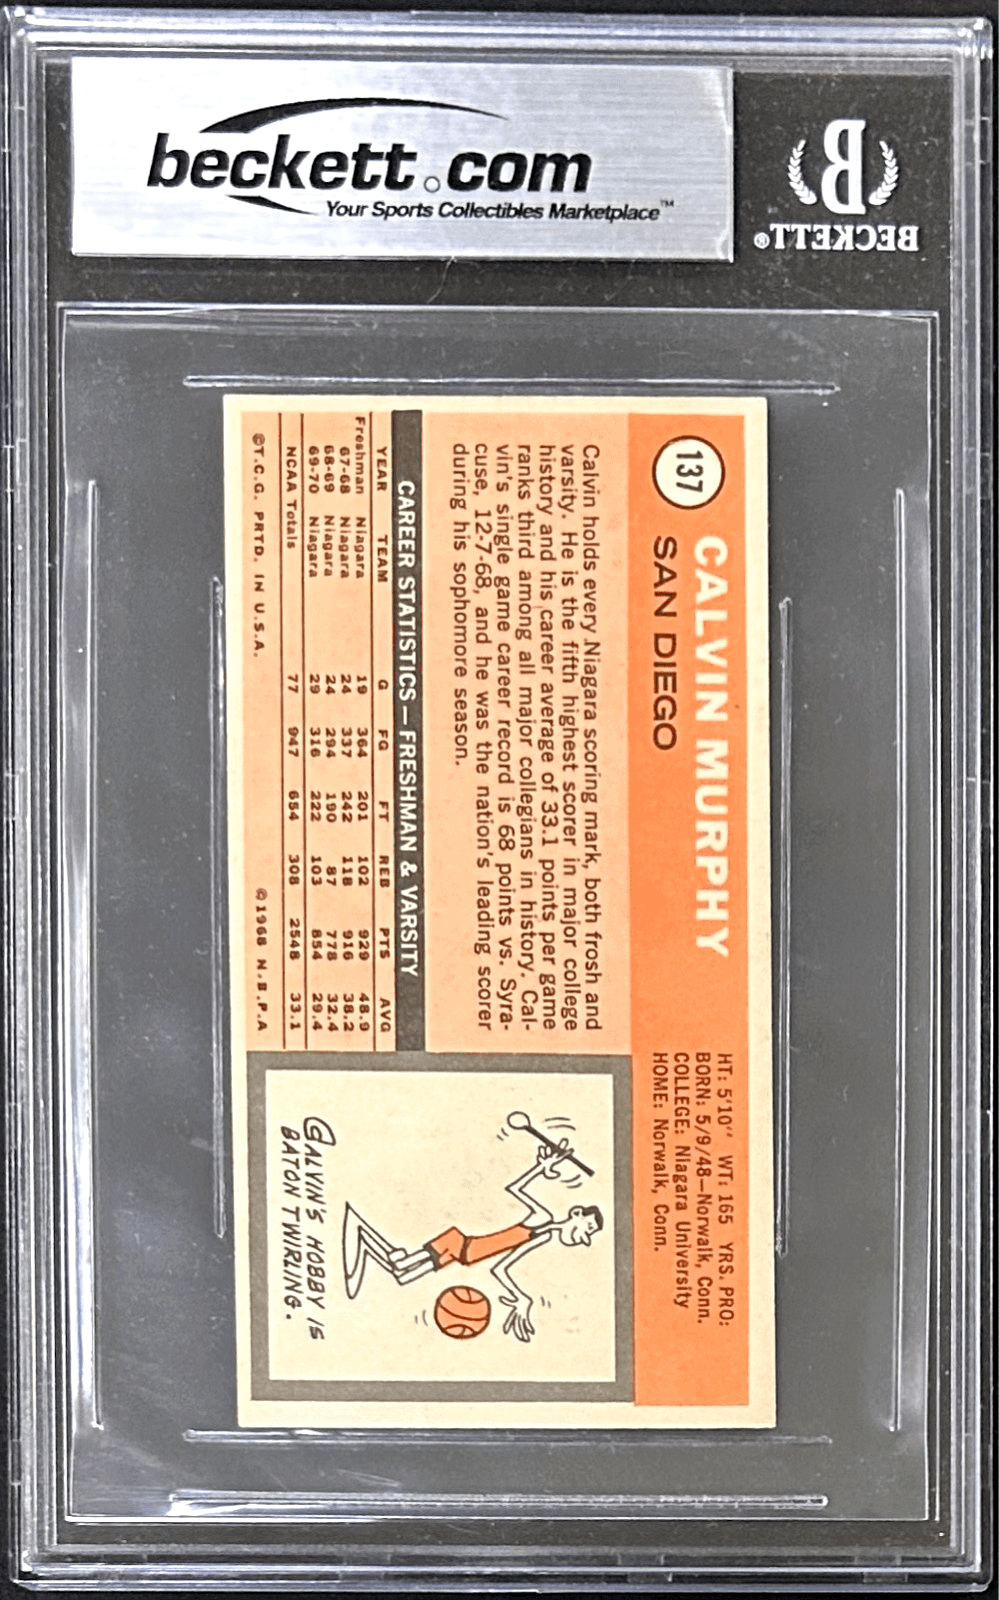 beckett.com
Your Sports Collectibles Marketplace™
BECKETT®
137
CALVIN MURPHY
SAN DIEGO
HT: 5'10" WT: 165 YRS. PRO:
BORN: 5/9/48—Norwalk, Conn.
COLLEGE: Niagara University
HOME: Norwalk, Conn.
Calvin holds every Niagara scoring mark, both frosh and
varsity. He is the fifth highest scorer in major college
history and his career average of 33.1 points per game
ranks third among all major collegians in history. Cal-
vin's single game career record is 68 points vs. Syra-
cuse, 12-7-68, and he was the nation's leading scorer
during his sophomore season.
CAREER STATISTICS — FRESHMAN & VARSITY
YEAR TEAM G FG FT REB PTS AVG
Freshman Niagara 19 364 201 102 929 48.9
67-68 Niagara 24 337 242 118 916 38.2
68-69 Niagara 24 294 190 87 778 32.4
69-70 Niagara 29 316 222 103 854 29.4
NCAA Totals 77 947 654 308 2548 33.1
©T.C.G. PRTD. IN U.S.A. ©1968 N.B.P.A
CALVIN'S HOBBY IS
BATON TWIRLING.